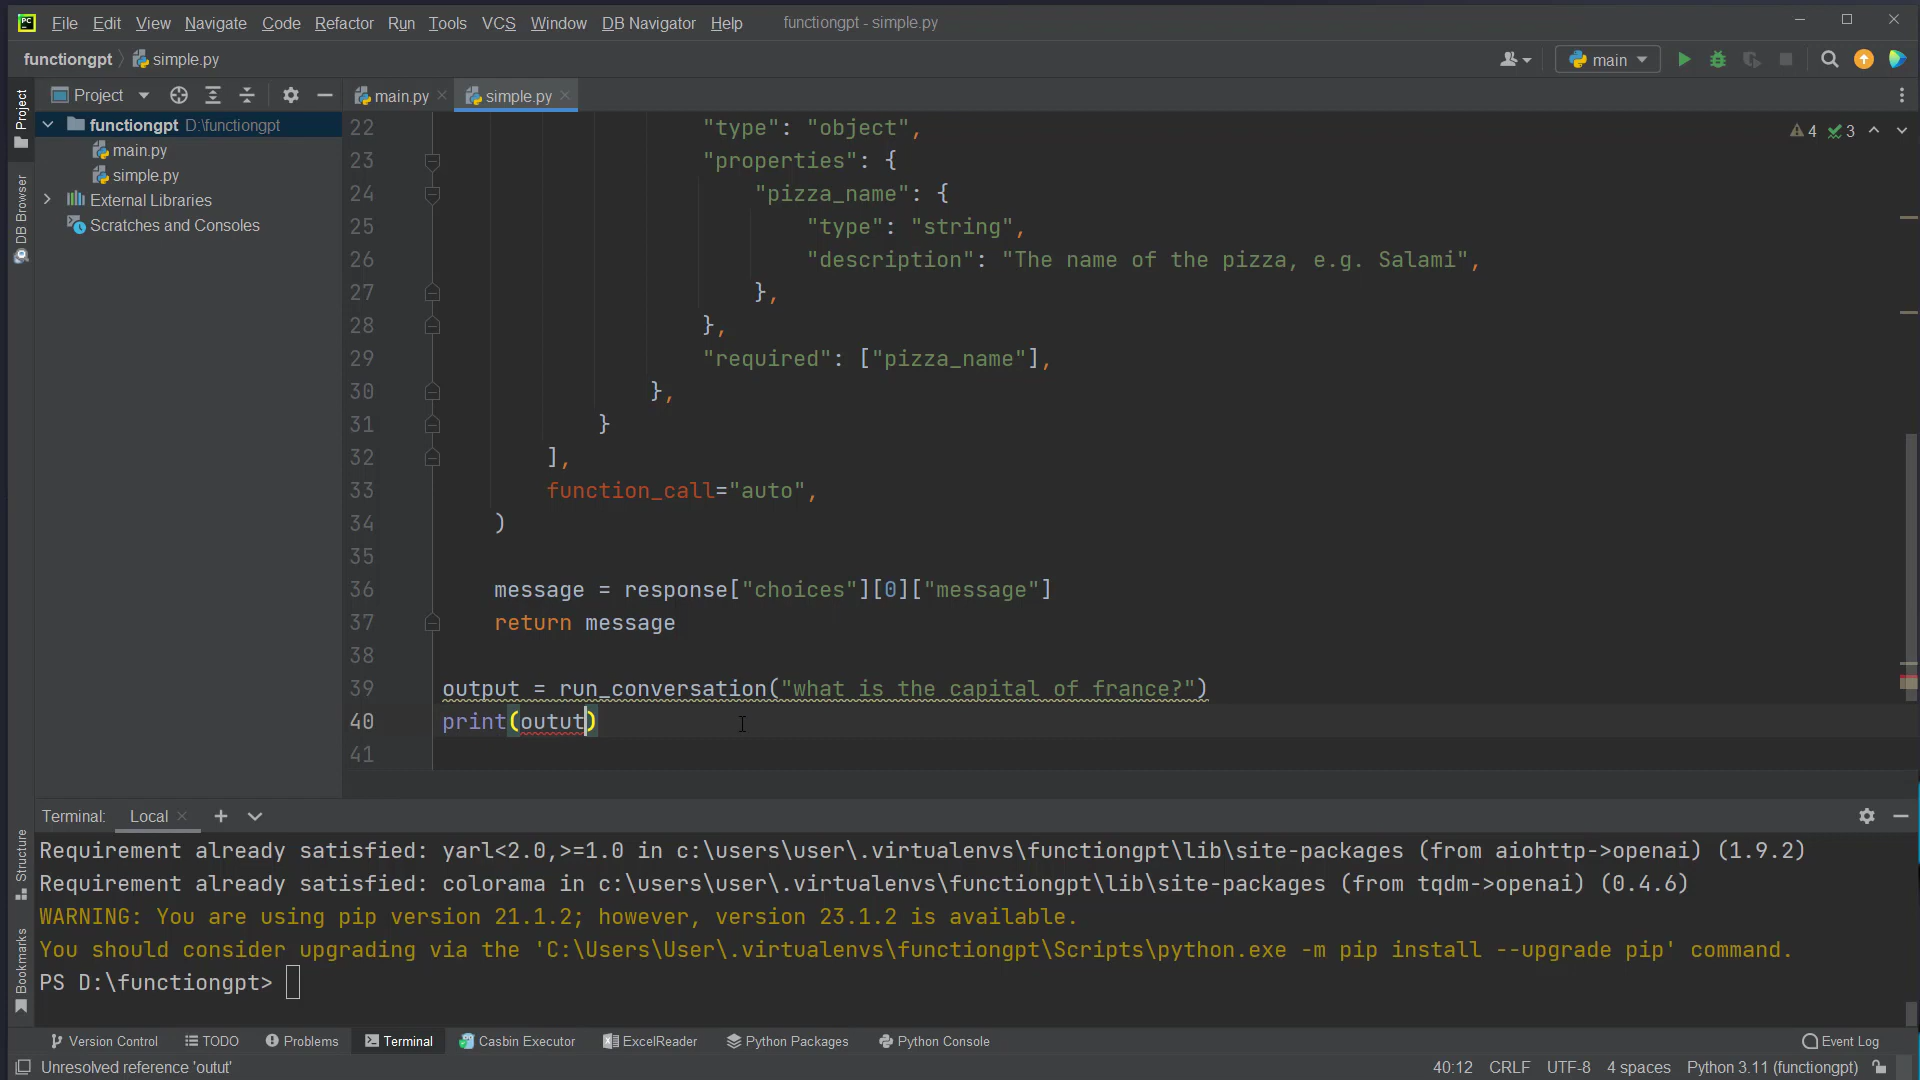 PC File Edit View Navigate Code Refactor Run Tools VCS Window DB Navigator Help functiongpt - simple.py
functiongpt simple.py main
Project main.py simple.py
Project
functiongpt D:\functiongpt
main.py
simple.py
External Libraries
Scratches and Consoles
DB Browser
4 3
22 "type": "object",
23 "properties": {
24 "pizza_name": {
25 "type": "string",
26 "description": "The name of the pizza, e.g. Salami",
27 },
28 },
29 "required": ["pizza_name"],
30 },
31 }
32 ],
33 function_call="auto",
34 )
35
36 message = response["choices"][0]["message"]
37 return message
38
39 output = run_conversation("what is the capital of france?")
40 print(outut)
41
Terminal: Local
Structure
Bookmarks
Requirement already satisfied: yarl<2.0,>=1.0 in c:\users\user\.virtualenvs\functiongpt\lib\site-packages (from aiohttp->openai) (1.9.2)
Requirement already satisfied: colorama in c:\users\user\.virtualenvs\functiongpt\lib\site-packages (from tqdm->openai) (0.4.6)
WARNING: You are using pip version 21.1.2; however, version 23.1.2 is available.
You should consider upgrading via the 'C:\Users\User\.virtualenvs\functiongpt\Scripts\python.exe -m pip install --upgrade pip' command.
PS D:\functiongpt>
Version Control TODO Problems Terminal Casbin Executor ExcelReader Python Packages Python Console Event Log
Unresolved reference 'outut' 40:12 CRLF UTF-8 4 spaces Python 3.11 (functiongpt)